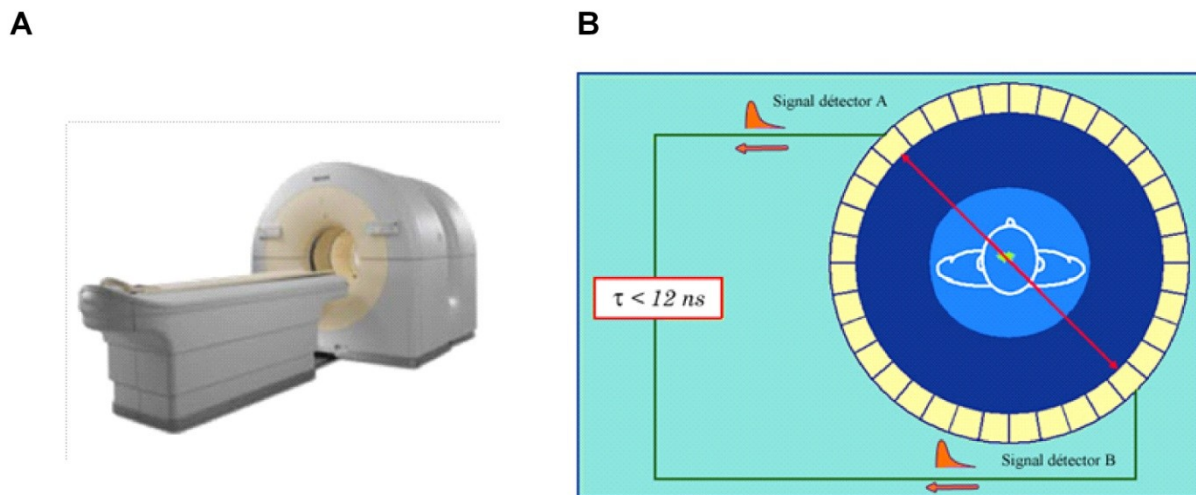 A
B
Signal détector A
τ < 12 ns
Signal détector B